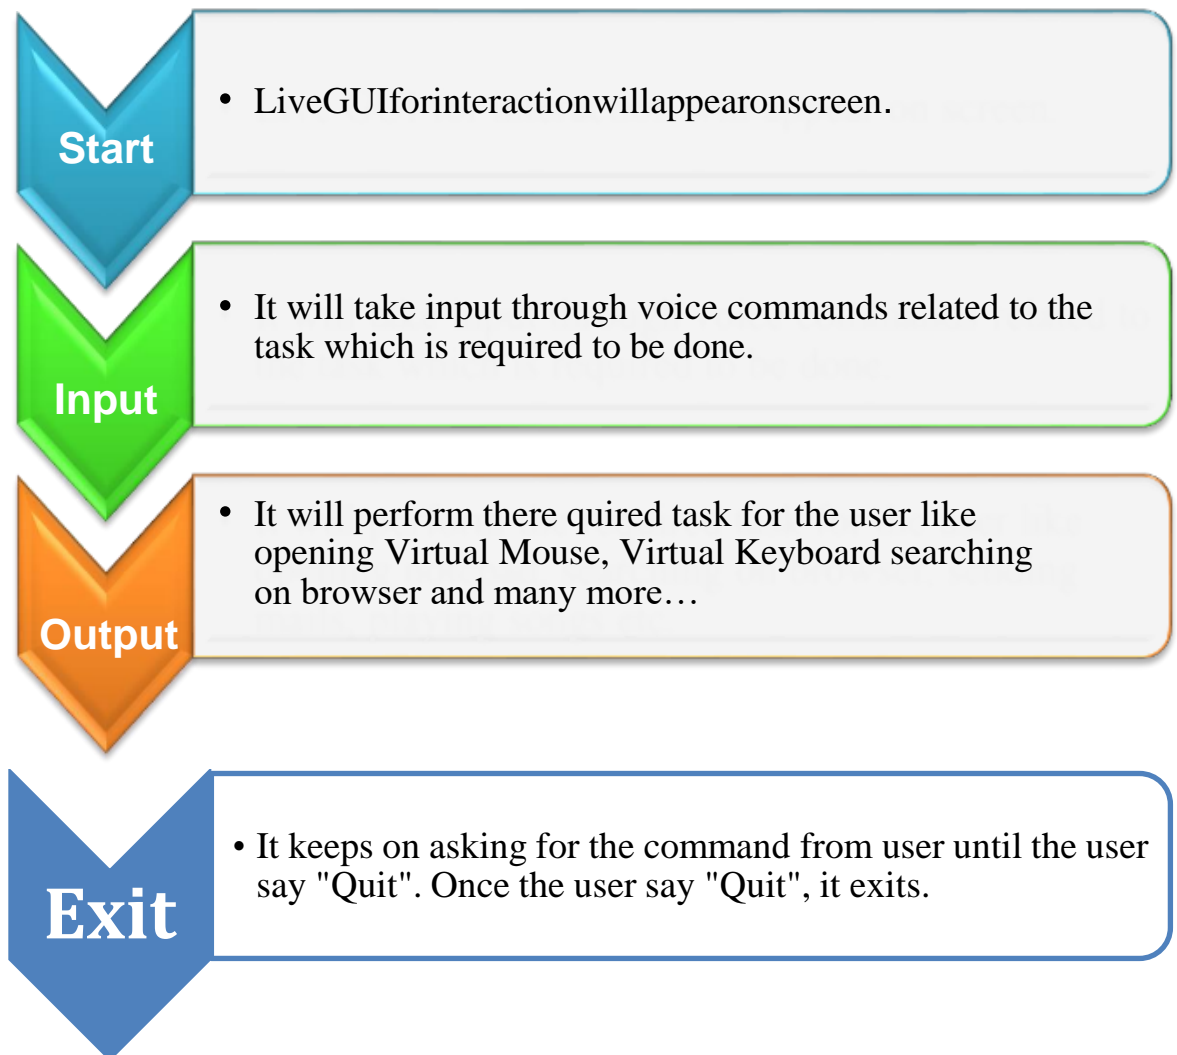 Start
• LiveGUIforinteractionwillappearonscreen.
Input
• It will take input through voice commands related to the
task which is required to be done.
Output
• It will perform there quired task for the user like
opening Virtual Mouse, Virtual Keyboard searching
on browser and many more…
Exit
• It keeps on asking for the command from user until the user
say "Quit". Once the user say "Quit", it exits.